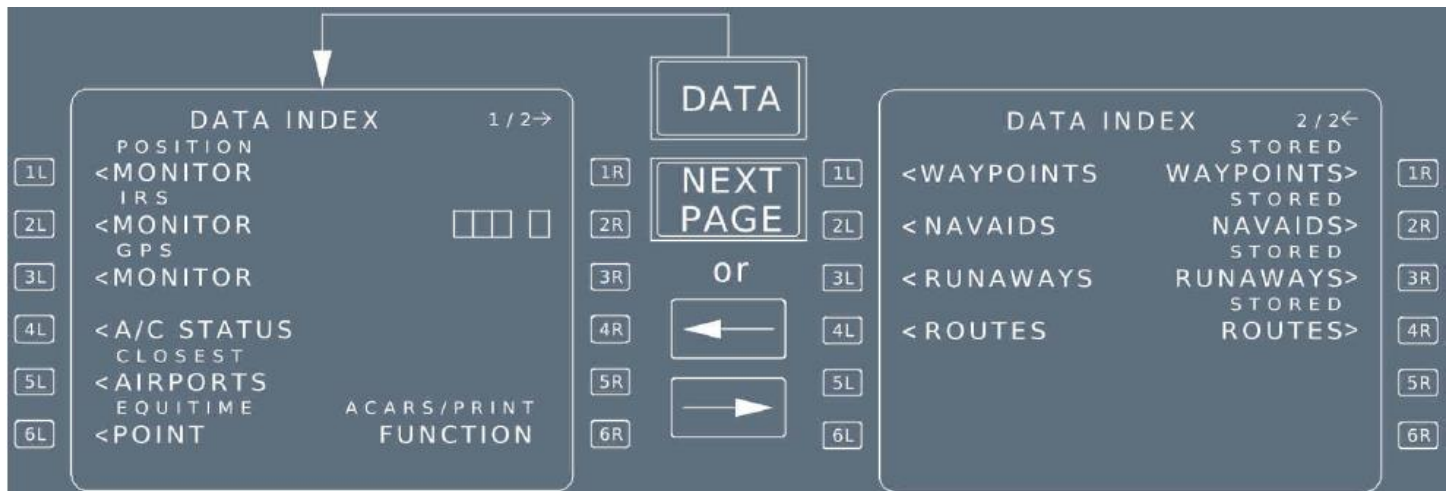 DATA INDEX 1/2→
POSITION
1L <MONITOR 1R
IRS
2L <MONITOR 2R
GPS
3L <MONITOR 3R
4L <A/C STATUS 4R
CLOSEST
5L <AIRPORTS 5R
EQUITIME ACARS/PRINT
6L <POINT FUNCTION 6R
DATA
NEXT
PAGE
or
DATA INDEX 2/2←
STORED
1L <WAYPOINTS WAYPOINTS> 1R
STORED
2L <NAVAIDS NAVAIDS> 2R
STORED
3L <RUNAWAYS RUNAWAYS> 3R
STORED
4L <ROUTES ROUTES> 4R
5L 5R
6L 6R